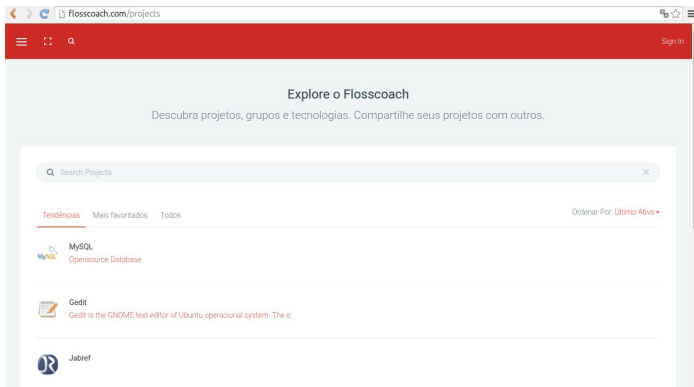 flosscoach.com/projects
Sign In
Explore o Flosscoach
Descubra projetos, grupos e tecnologias. Compartilhe seus projetos com outros.
Search Projects
Tendências Mais favoritados Todos Ordenar Por: Último Ativo
MySQL
MySQL
Opensource Database
Gedit
Gedit is the GNOME text editor of Ubuntu operacional system. The o
Jabref
JR